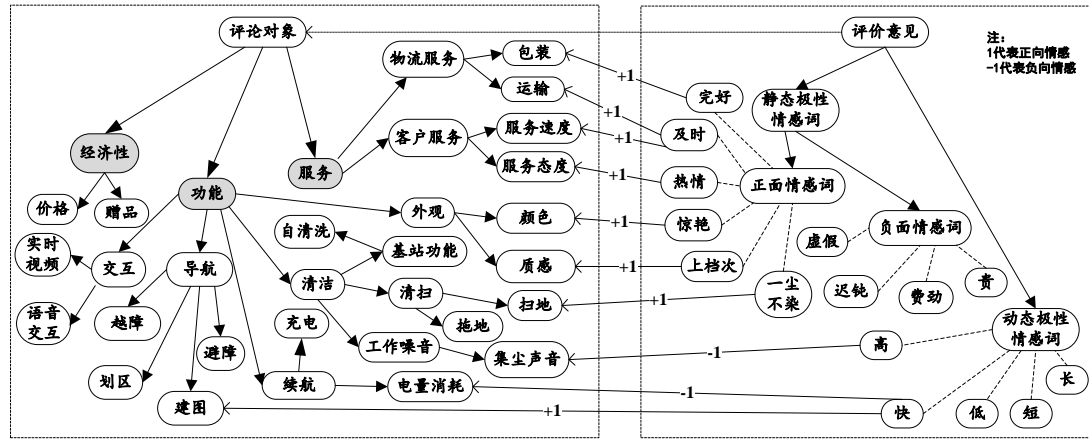 评论对象
评价意见
注：
1代表正向情感
-1代表负向情感
物流服务
包装
运输
+1
完好
静态极性
情感词
经济性
服务
客户服务
服务速度
服务态度
+1
+1
及时
热情
正面情感词
价格
赠品
功能
外观
颜色
+1
惊艳
负面情感词
虚假
实时
视频
交互
导航
自清洗
基站功能
质感
+1
上档次
一尘
不染
迟钝
费劲
贵
语音
交互
越障
清洁
清扫
扫地
+1
拖地
充电
避障
工作噪音
集尘声音
-1
高
动态极性
情感词
划区
续航
电量消耗
-1
长
建图
+1
快
低
短